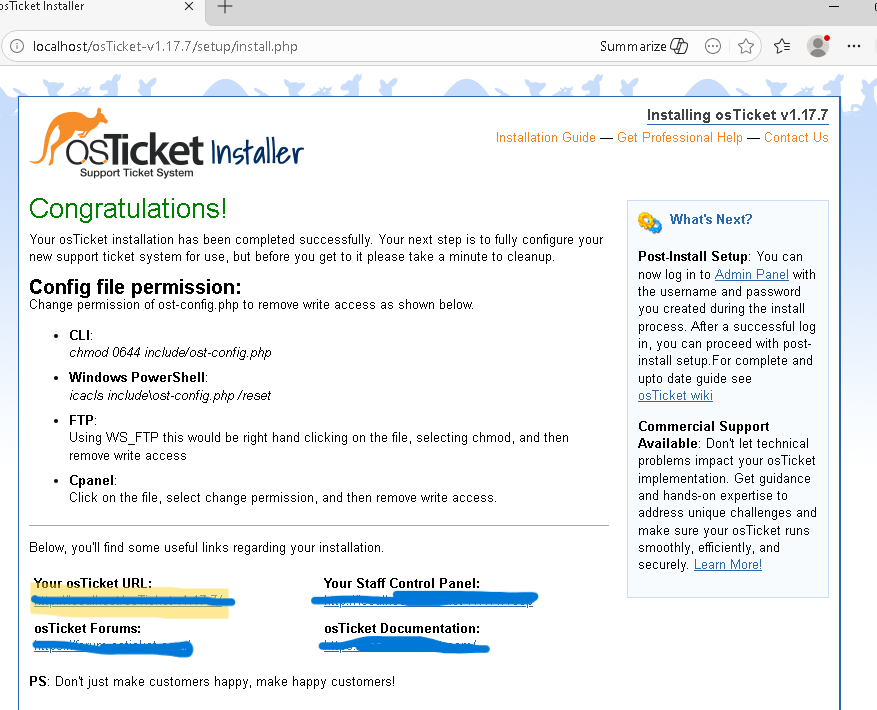 osTicket Installer
localhost/osTicket-v1.17.7/setup/install.php
Summarize
osTicket Installer
Support Ticket System
Installing osTicket v1.17.7
Installation Guide — Get Professional Help — Contact Us
Congratulations!
Your osTicket installation has been completed successfully. Your next step is to fully configure your
new support ticket system for use, but before you get to it please take a minute to cleanup.
Config file permission:
Change permission of ost-config.php to remove write access as shown below.
CLI:
chmod 0644 include/ost-config.php
Windows PowerShell:
icacls include\ost-config.php /reset
FTP:
Using WS_FTP this would be right hand clicking on the file, selecting chmod, and then
remove write access
Cpanel:
Click on the file, select change permission, and then remove write access.
Below, you'll find some useful links regarding your installation.
Your osTicket URL:
Your Staff Control Panel:
osTicket Forums:
osTicket Documentation:
PS: Don't just make customers happy, make happy customers!
What's Next?
Post-Install Setup: You can
now log in to Admin Panel with
the username and password
you created during the install
process. After a successful log
in, you can proceed with post-
install setup.For complete and
upto date guide see
osTicket wiki
Commercial Support
Available: Don't let technical
problems impact your osTicket
implementation. Get guidance
and hands-on expertise to
address unique challenges and
make sure your osTicket runs
smoothly, efficiently, and
securely. Learn More!